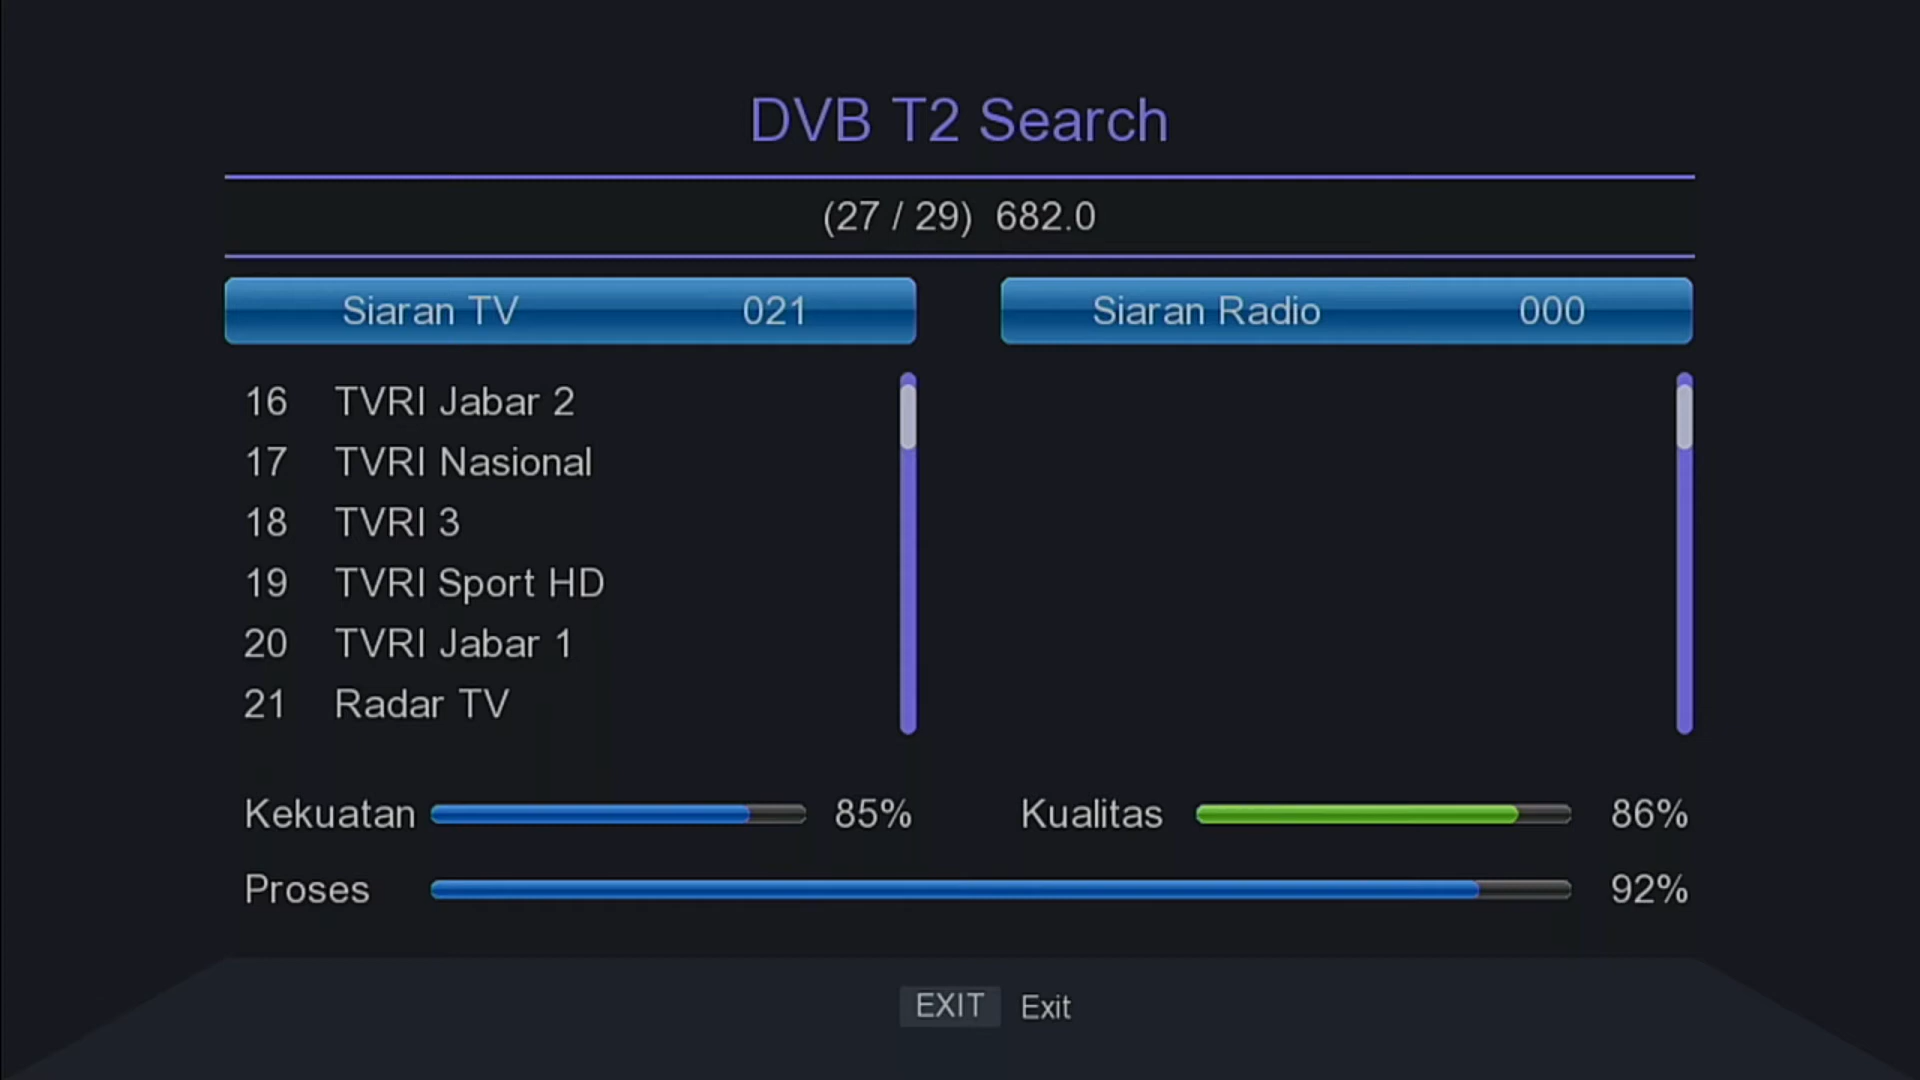 DVB T2 Search
(27 / 29) 682.0
Siaran TV 021
Siaran Radio 000
16 TVRI Jabar 2
17 TVRI Nasional
18 TVRI 3
19 TVRI Sport HD
20 TVRI Jabar 1
21 Radar TV
Kekuatan 85%
Kualitas 86%
Proses 92%
EXIT Exit